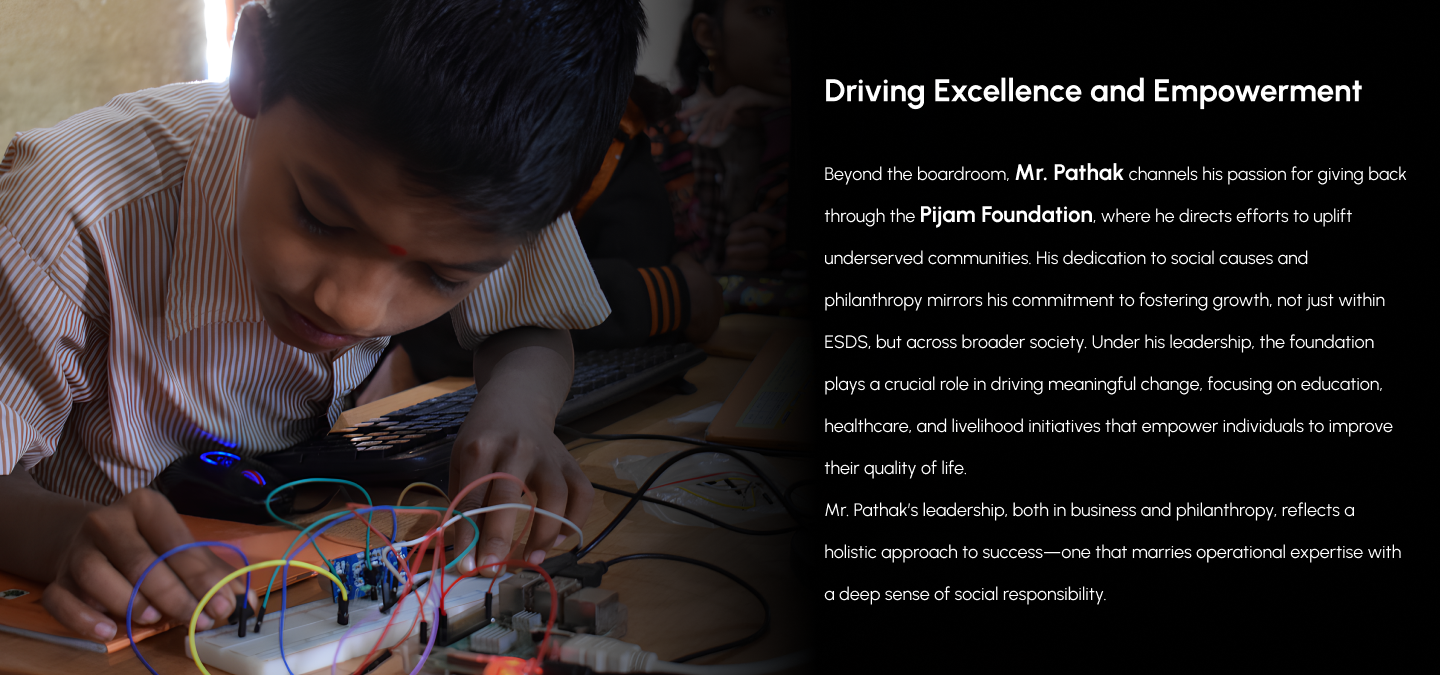 Driving Excellence and Empowerment
Beyond the boardroom, Mr. Pathak channels his passion for giving back
through the Pijam Foundation, where he directs efforts to uplift
underserved communities. His dedication to social causes and
philanthropy mirrors his commitment to fostering growth, not just within
ESDS, but across broader society. Under his leadership, the foundation
plays a crucial role in driving meaningful change, focusing on education,
healthcare, and livelihood initiatives that empower individuals to improve
their quality of life.
Mr. Pathak’s leadership, both in business and philanthropy, reflects a
holistic approach to success—one that marries operational expertise with
a deep sense of social responsibility.